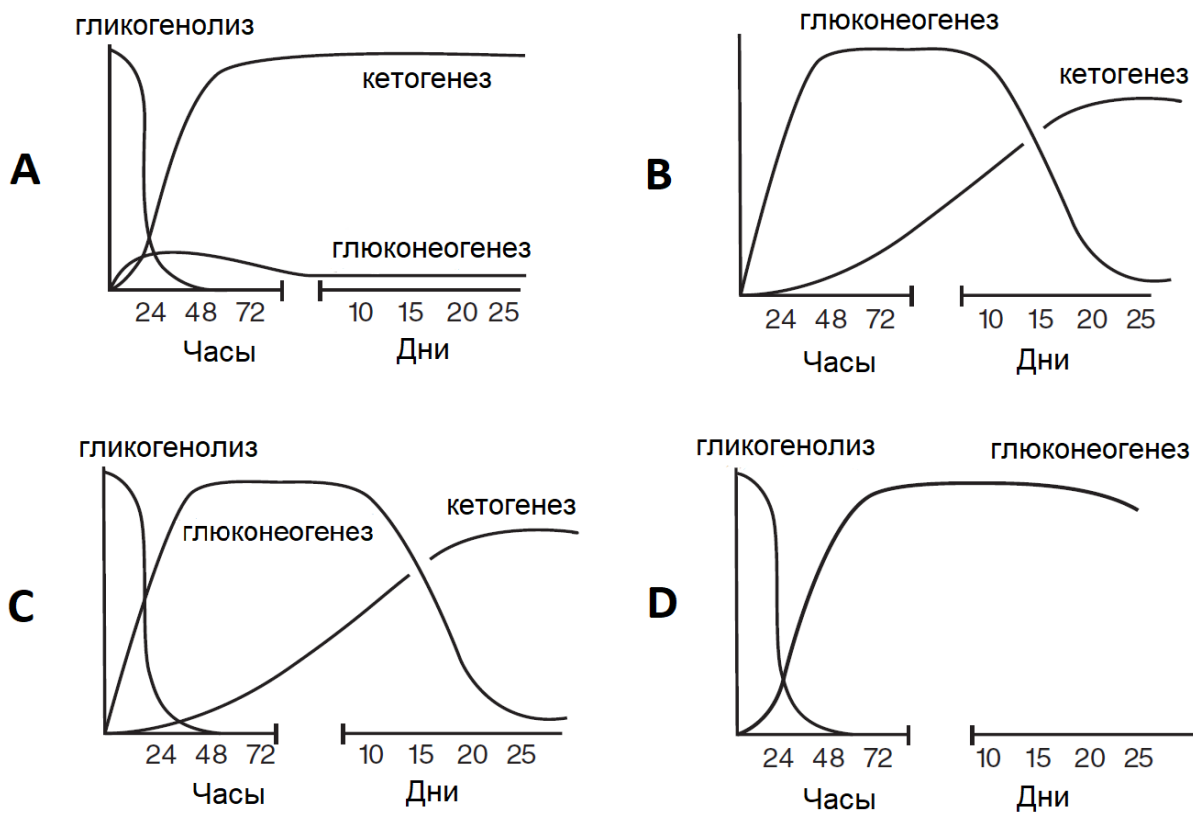 гликогенолиз
кетогенез
глюконеогенез
A
24 48 72 10 15 20 25
Часы Дни
глюконеогенез
кетогенез
B
24 48 72 10 15 20 25
Часы Дни
гликогенолиз
кетогенез
глюконеогенез
C
24 48 72 10 15 20 25
Часы Дни
гликогенолиз глюконеогенез
D
24 48 72 10 15 20 25
Часы Дни